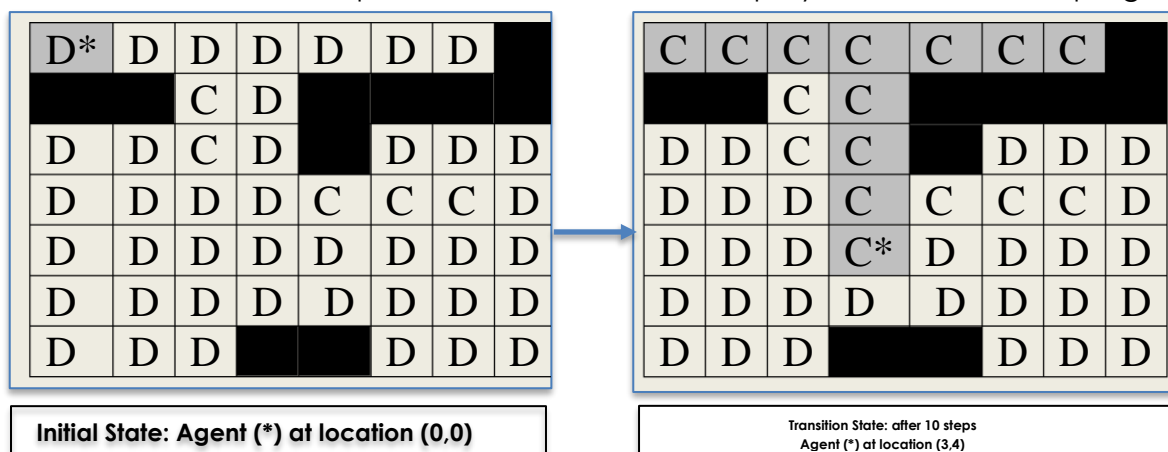 D* D D D D D D
C D
D D C D D D D
D D D D C C C D
D D D D D D D D
D D D D D D D D
D D D D D D
Initial State: Agent (*) at location (0,0)
C C C C C C C
C C
D D C C D D D
D D D C C C C D
D D D C* D D D D
D D D D D D D D
D D D D D D
Transition State: after 10 steps
Agent (*) at location (3,4)